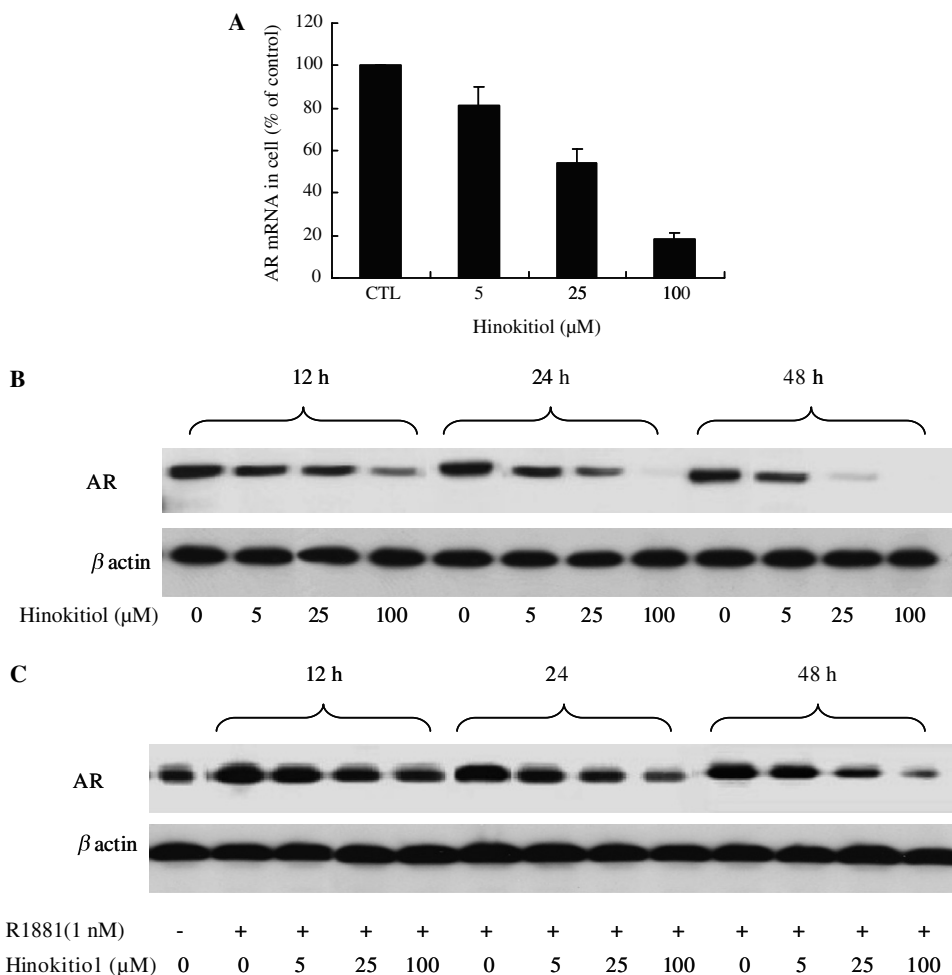 A
120
100
80
60
40
20
0
AR mRNA in cell (% of control)
CTL 5 25 100
Hinokitiol (µM)
B
12 h 24 h 48 h
AR
β actin
Hinokitiol (µM) 0 5 25 100 0 5 25 100 0 5 25 100
C
12 h 24 48 h
AR
β actin
R1881(1 nM) - + + + + + + + + + + + +
Hinokitiol (µM) 0 0 5 25 100 0 5 25 100 0 5 25 100